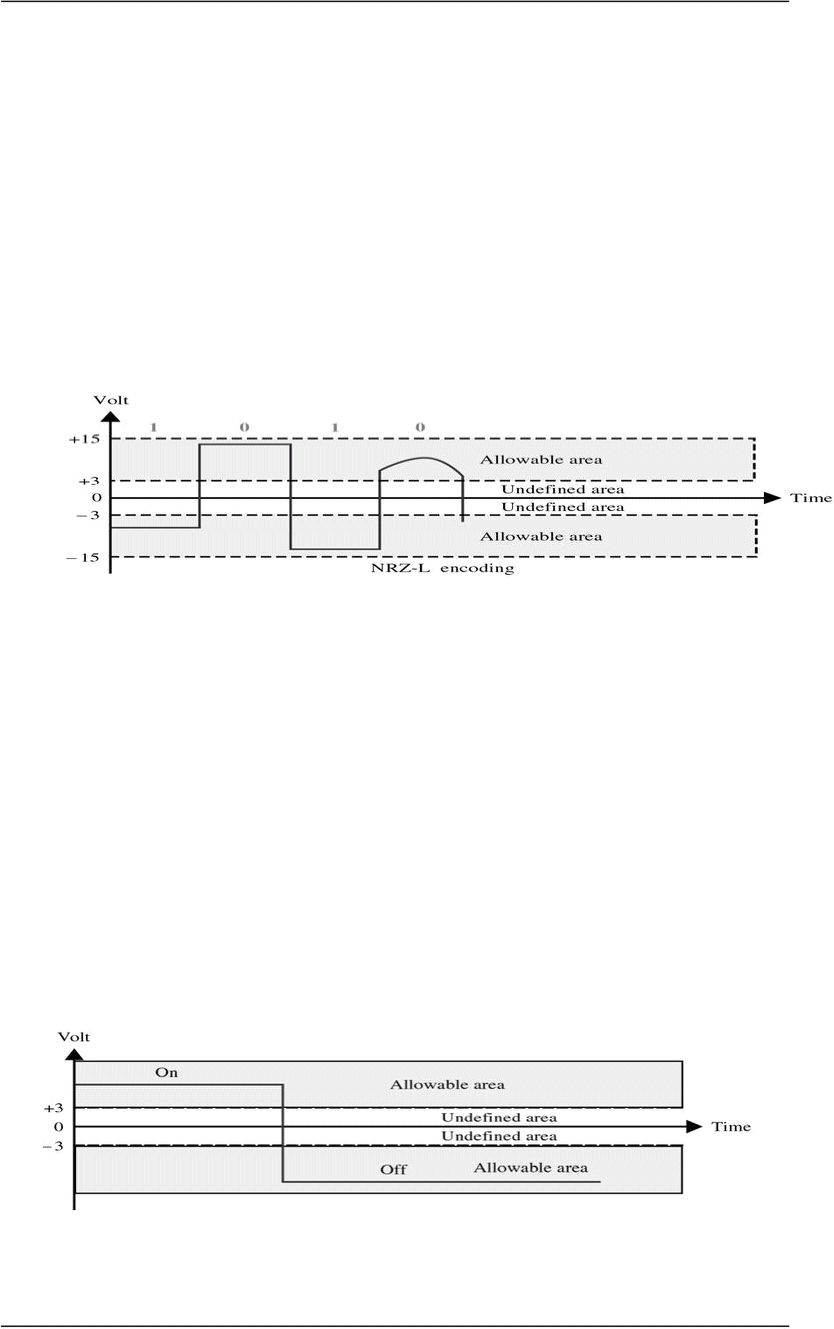 Volt
1 0 1 0
+15
Allowable area
+3
Undefined area
0 Time
Undefined area
−3
Allowable area
−15
NRZ-L encoding
Volt
On
Allowable area
+3
Undefined area
0 Time
Undefined area
−3
Off Allowable area